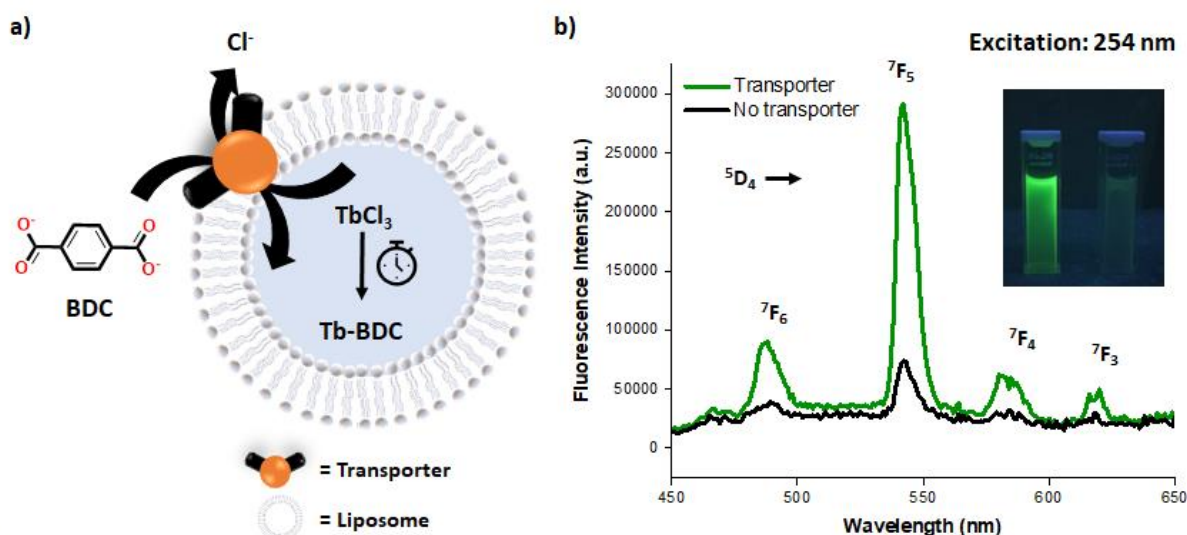 a)
Cl⁻
O⁻
O
O
O⁻
BDC
TbCl₃
Tb-BDC
= Transporter
= Liposome
b)
Excitation: 254 nm
Transporter
No transporter
⁷F₅
⁵D₄
⁷F₆
⁷F₄
⁷F₃
Fluorescence Intensity (a.u.)
300000
250000
200000
150000
100000
50000
0
450
500
550
600
650
Wavelength (nm)